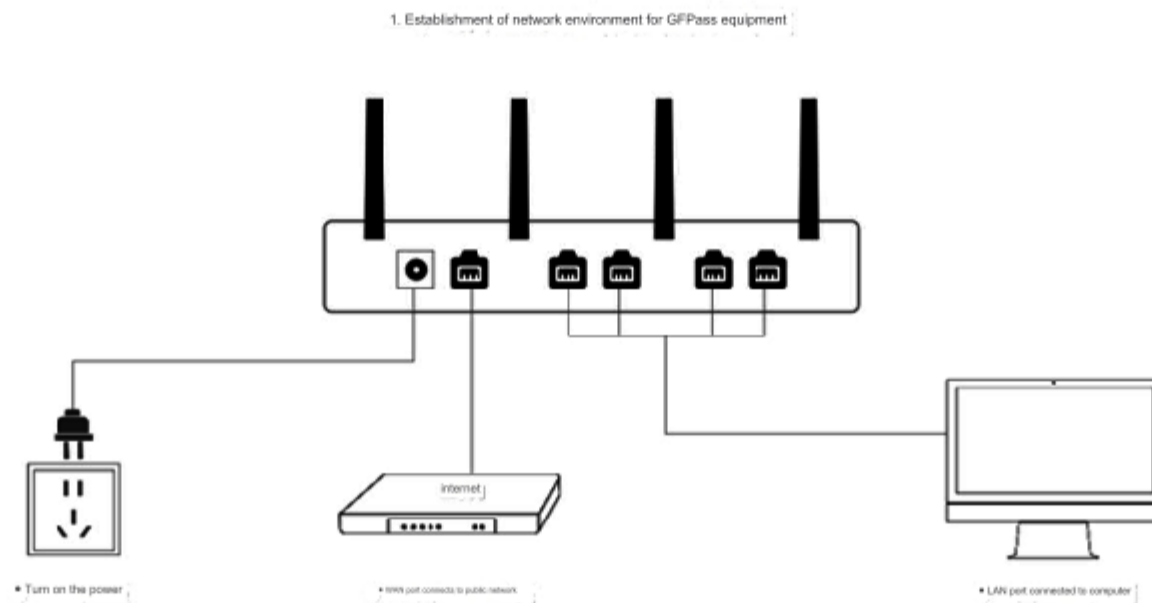 1. Establishment of network environment for GFPass equipment
internet
• Turn on the power
• WAN port connects to public network
• LAN port connected to computer